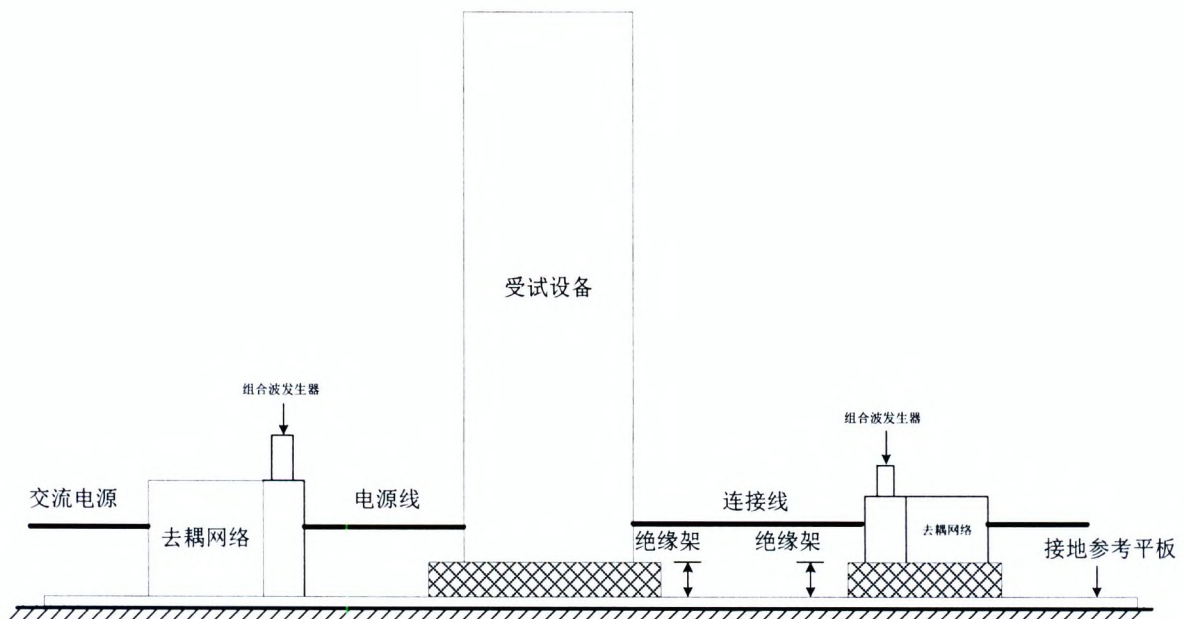 受试设备
组合波发生器
组合波发生器
交流电源
电源线
连接线
去耦网络
绝缘架
绝缘架
去耦网络
接地参考平板